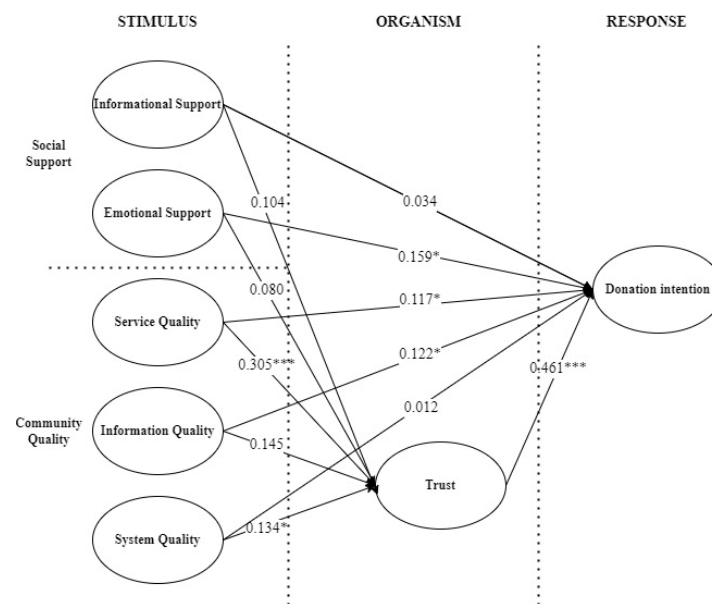 STIMULUS
ORGANISM
RESPONSE
Informational Support
Social
Support
0.104
0.034
Emotional Support
0.159*
0.080
Donation intention
Service Quality
0.117*
0.305***
0.122*
0.461***
0.012
Community
Quality
Information Quality
0.145
Trust
System Quality
0.134*